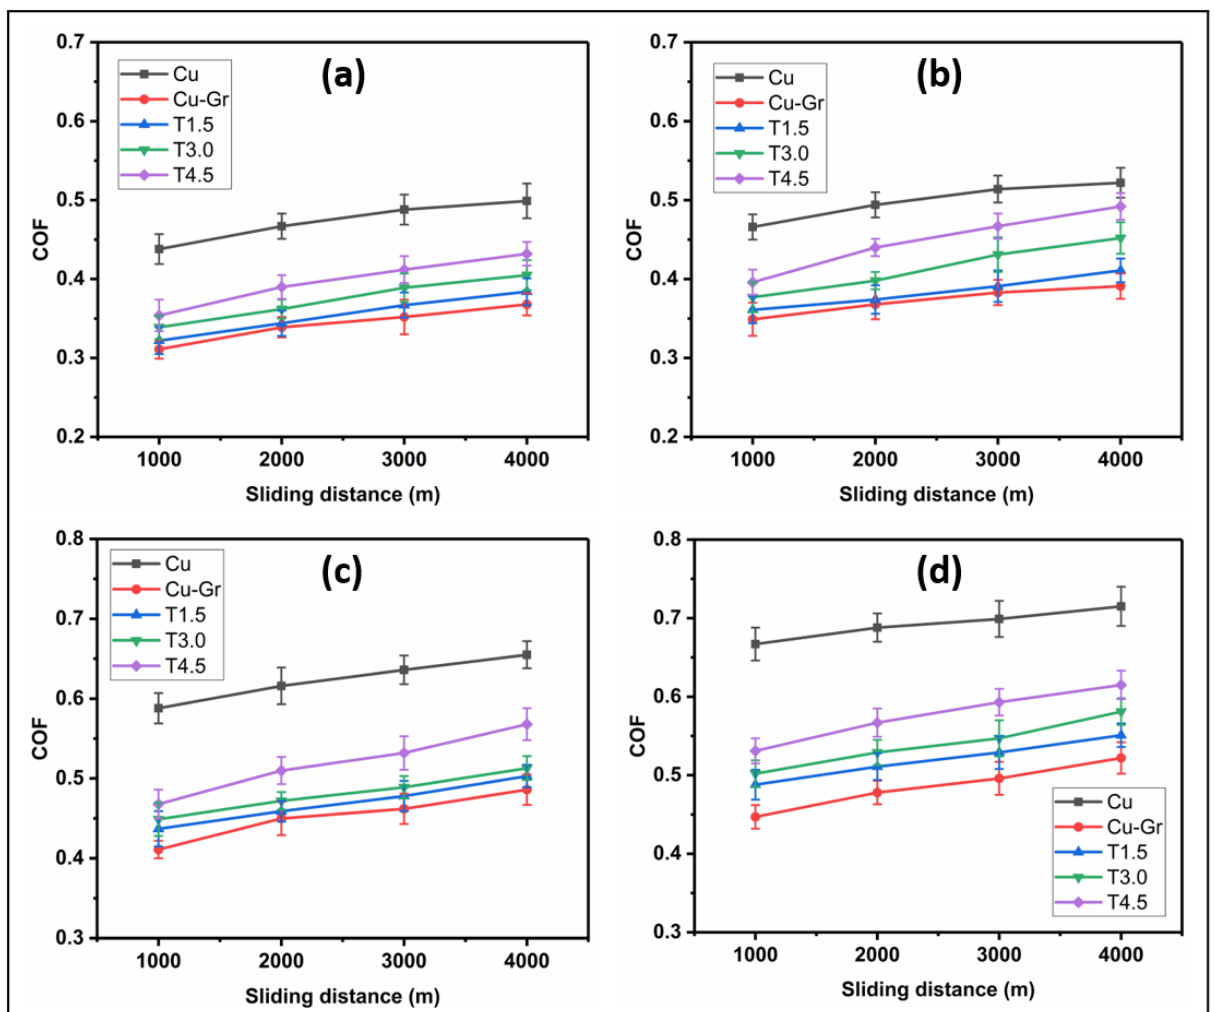 (a)
0.7
0.6
0.5
0.4
0.3
0.2
COF
Cu
Cu-Gr
T1.5
T3.0
T4.5
1000 2000 3000 4000
Sliding distance (m)
(b)
0.7
0.6
0.5
0.4
0.3
0.2
COF
Cu
Cu-Gr
T1.5
T3.0
T4.5
1000 2000 3000 4000
Sliding distance (m)
(c)
0.8
0.7
0.6
0.5
0.4
0.3
COF
Cu
Cu-Gr
T1.5
T3.0
T4.5
1000 2000 3000 4000
Sliding distance (m)
(d)
0.8
0.7
0.6
0.5
0.4
0.3
COF
Cu
Cu-Gr
T1.5
T3.0
T4.5
1000 2000 3000 4000
Sliding distance (m)